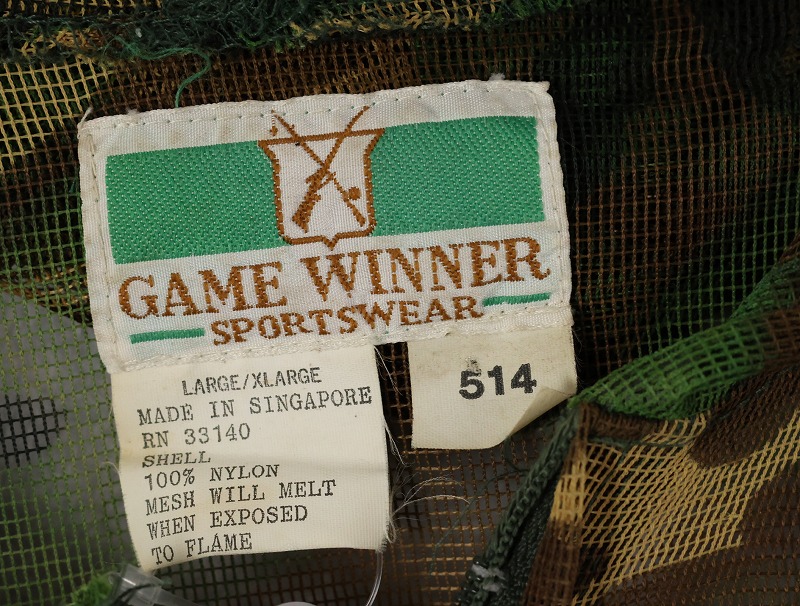 GAME WINNER
SPORTSWEAR
LARGE/XLARGE
MADE IN SINGAPORE
RN 33140
SHELL
100% NYLON
MESH WILL MELT
WHEN EXPOSED
TO FLAME
514